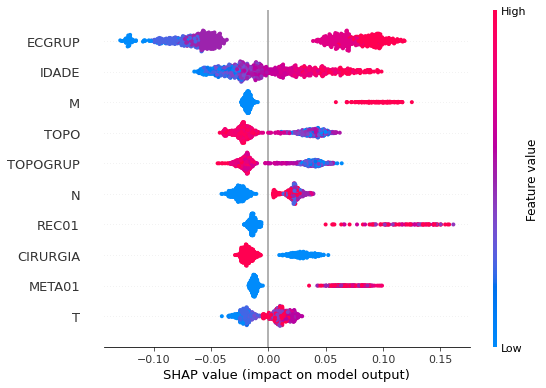 High
ECGRUP
IDADE
M
TOPO
TOPOGRUP
N
REC01
CIRURGIA
META01
T
Feature value
Low
−0.10
−0.05
0.00
0.05
0.10
0.15
SHAP value (impact on model output)